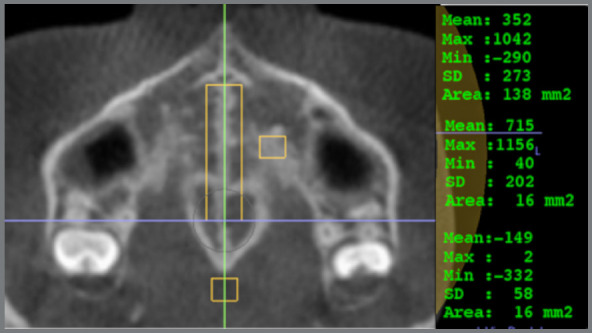 Mean: 352
Max :1042
Min :-290
SD : 273
Area: 138 mm2
Mean: 715
Max :1156
L
Min : 40
SD : 202
Area: 16 mm2
Mean:-149
Max : 2
Min :-332
SD : 58
Area: 16 mm2